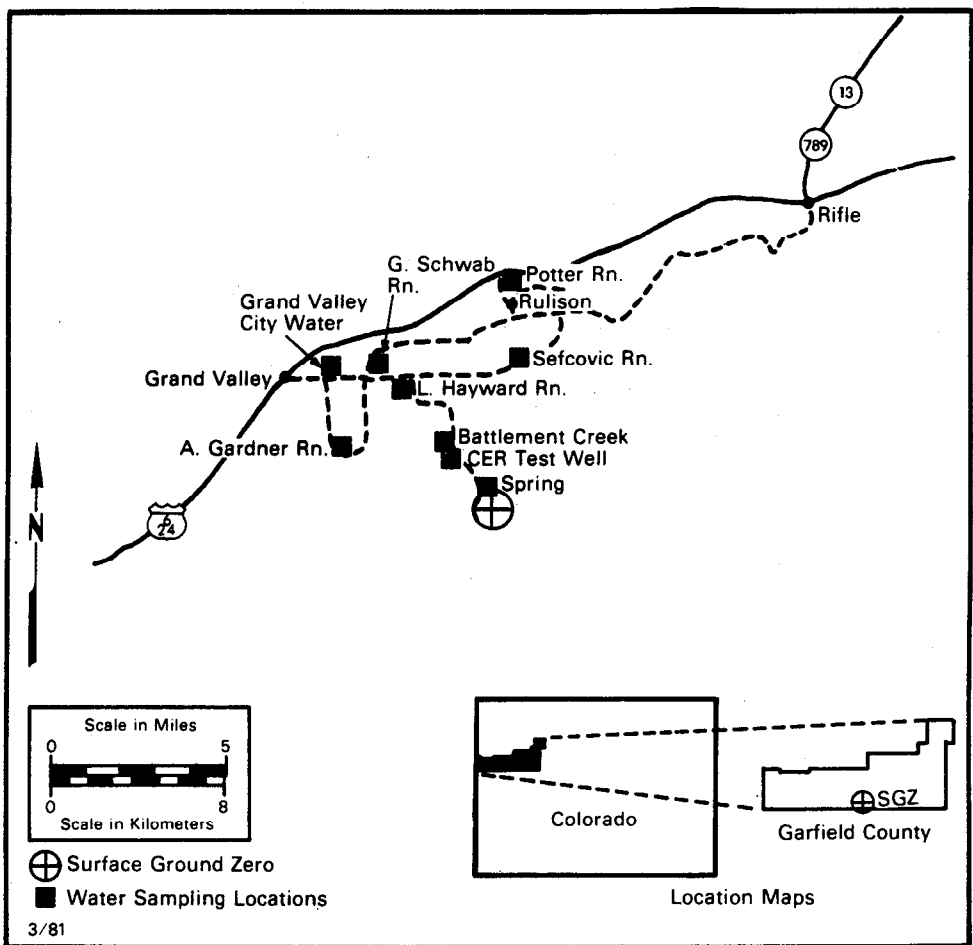 13
789
Rifle
G. Schwab
Rn.
Potter Rn.
Rulison
Grand Valley
City Water
Sefcovic Rn.
Grand Valley
L. Hayward Rn.
A. Gardner Rn.
Battlement Creek
CER Test Well
Spring
6
24
N
Scale in Miles
0 5
0 8
Scale in Kilometers
Surface Ground Zero
Water Sampling Locations
Colorado
SGZ
Garfield County
Location Maps
3/81